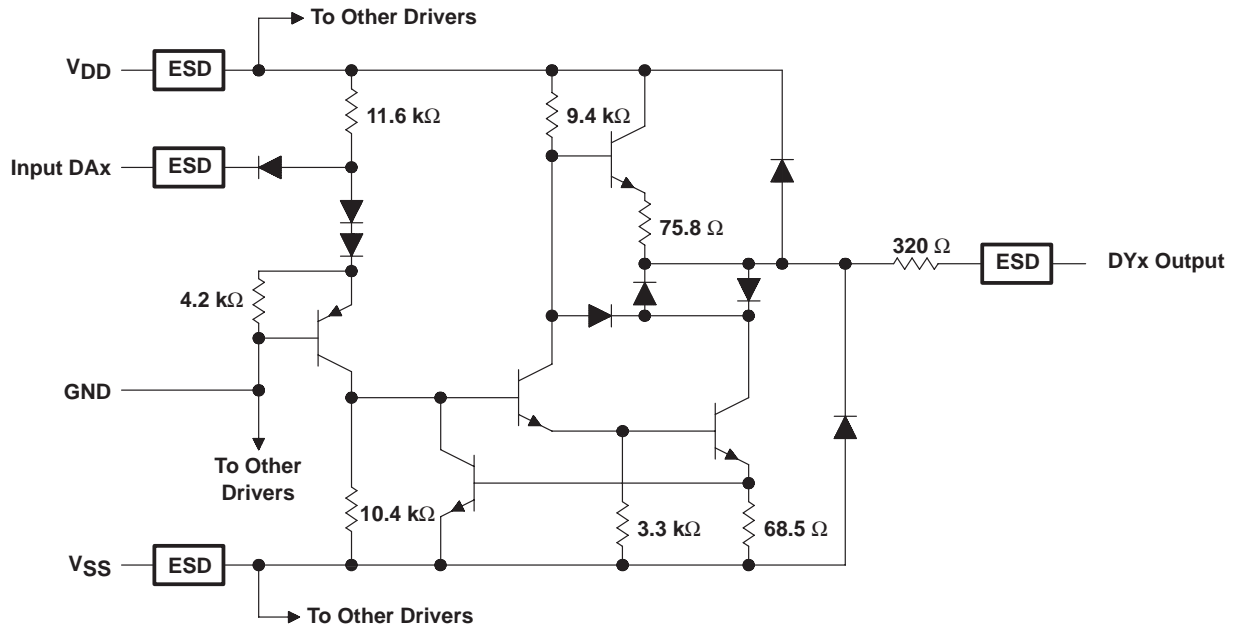 To Other Drivers
VDD
ESD
11.6 kΩ
9.4 kΩ
Input DAx
ESD
75.8 Ω
320 Ω
ESD
DYx Output
4.2 kΩ
GND
To Other
Drivers
10.4 kΩ
3.3 kΩ
68.5 Ω
VSS
ESD
To Other Drivers